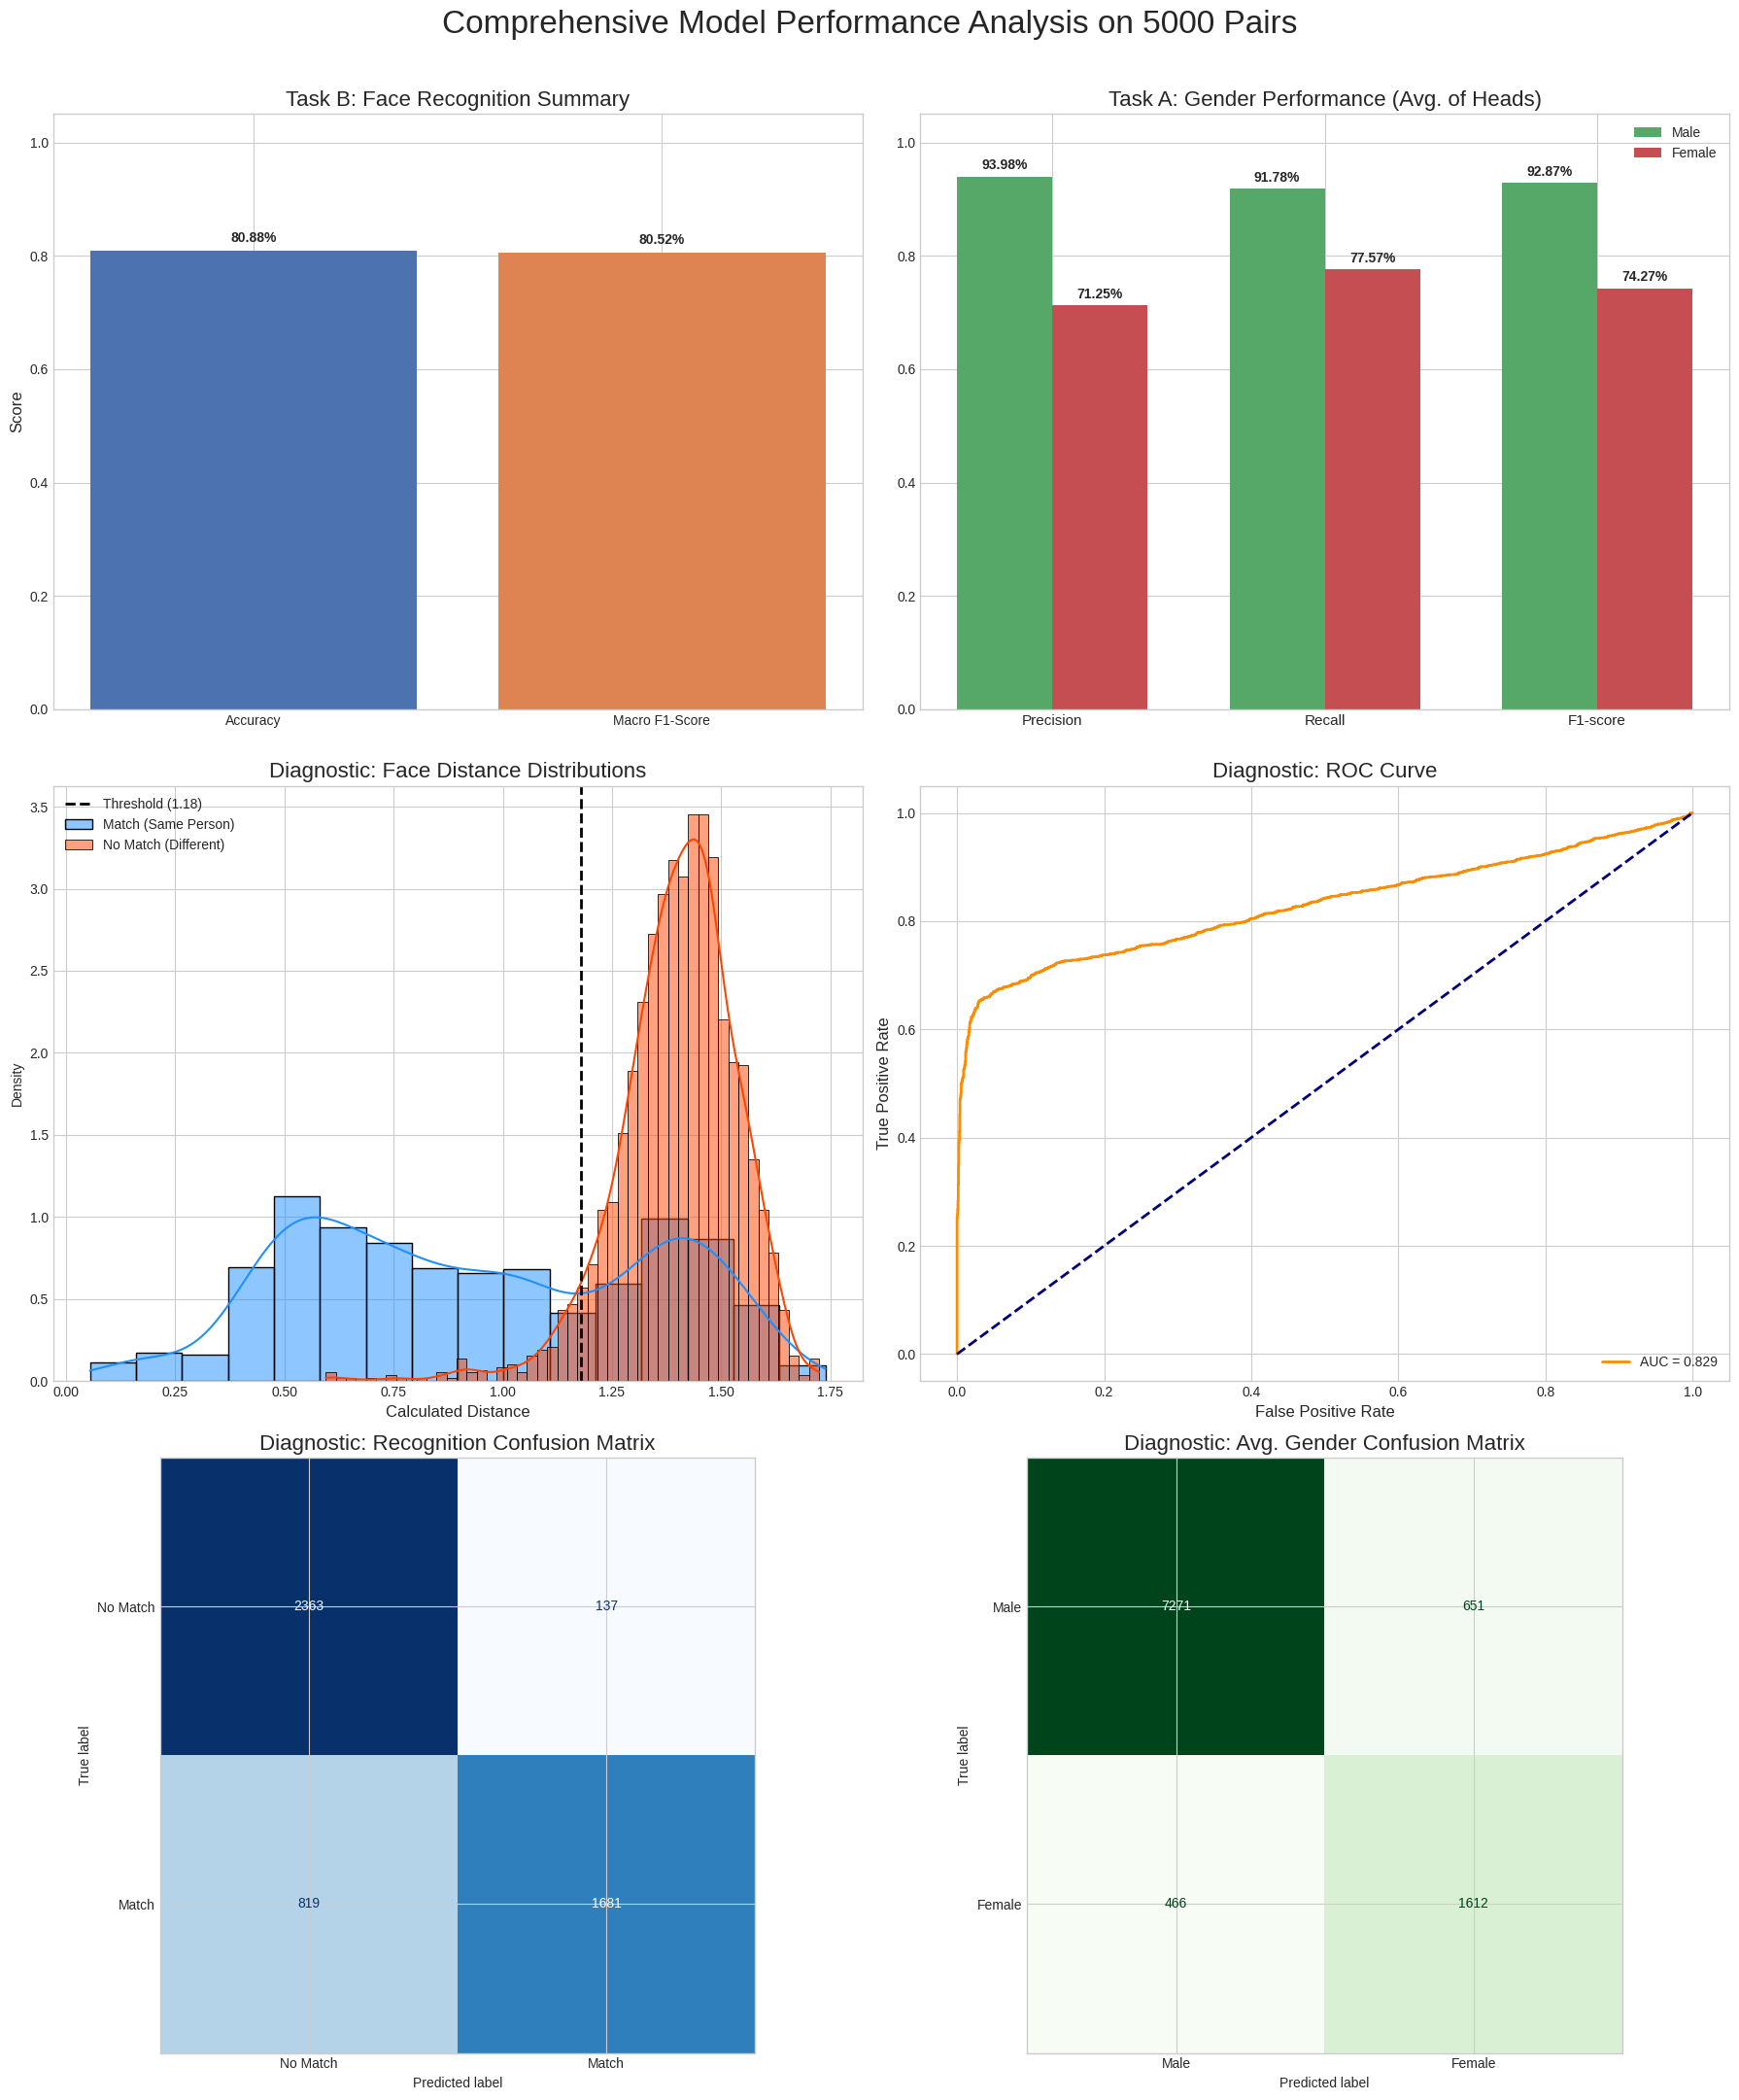 Comprehensive Model Performance Analysis on 5000 Pairs
Task B: Face Recognition Summary
1.0
0.8
0.6
0.4
0.2
0.0
Score
80.88%
80.52%
Accuracy
Macro F1-Score
Task A: Gender Performance (Avg. of Heads)
1.0
0.8
0.6
0.4
0.2
0.0
Male
Female
93.98%
71.25%
91.78%
77.57%
92.87%
74.27%
Precision
Recall
F1-score
Diagnostic: Face Distance Distributions
Threshold (1.18)
Match (Same Person)
No Match (Different)
3.5
3.0
2.5
2.0
1.5
1.0
0.5
0.0
Density
0.00
0.25
0.50
0.75
1.00
1.25
1.50
1.75
Calculated Distance
Diagnostic: ROC Curve
1.0
0.8
0.6
0.4
0.2
0.0
True Positive Rate
AUC = 0.829
0.0
0.2
0.4
0.6
0.8
1.0
False Positive Rate
Diagnostic: Recognition Confusion Matrix
No Match
2363
137
True label
Match
819
1681
No Match
Match
Predicted label
Diagnostic: Avg. Gender Confusion Matrix
Male
7271
651
True label
Female
466
1612
Male
Female
Predicted label